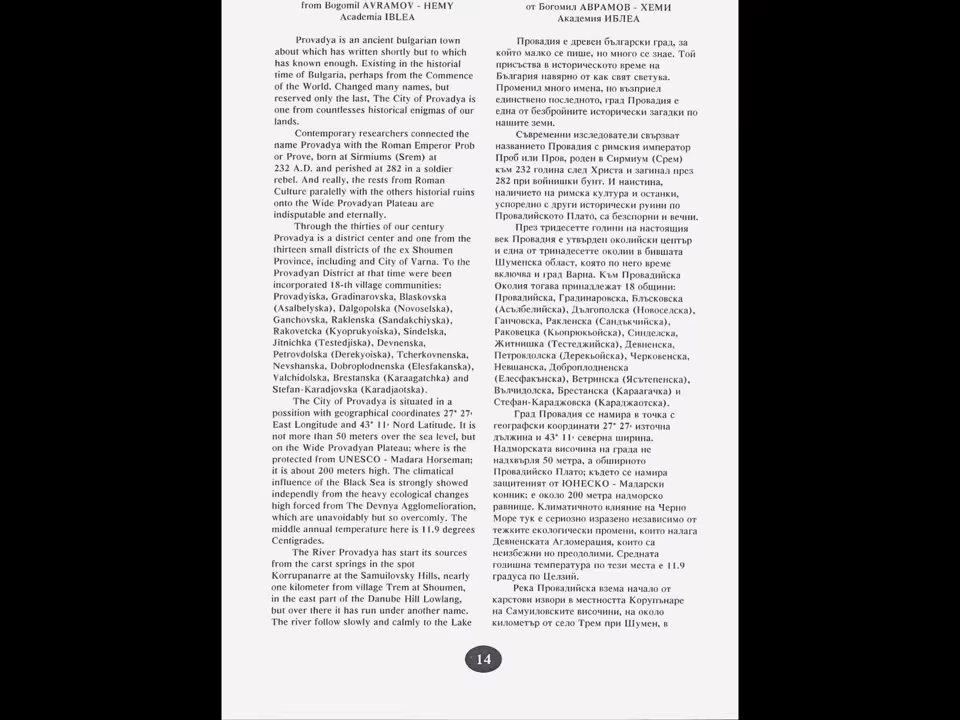 from Bogomil AVRAMOV - HEMY
Academia IBLEA
Provadya is an ancient bulgarian town
about which has written shortly but to which
has known enough. Existing in the historial
time of Bulgaria, perhaps from the Commence
of the World. Changed many names, but
reserved only the last, The City of Provadya is
one from countlesses historical enigmas of our
lands.
Contemporary researchers connected the
name Provadya with the Roman Emperor Prob
or Prove, born at Sirmiums (Srem) at
232 A.D. and perished at 282 in a soldier
rebel. And really, the rests from Roman
Culture paralelly with the others historial ruins
onto the Wide Provadyan Plateau are
indisputable and eternally.
Through the thirties of our century
Provadya is a district center and one from the
thirteen small districts of the ex Shoumen
Province, including and City of Varna. To the
Provadyan District at that time were been
incorporated 18-th village communities:
Provadyiska, Gradinarovska, Blaskovska
(Asalbelyska), Dalgopolska (Novoselska),
Ganchovska, Raklenska (Sandakchiyska),
Rakovetcka (Kyoprukyoiska), Sindelska,
Jitnichka (Testedjiska), Devnenska,
Petrovdolska (Derekyoiska), Tcherkovnenska,
Nevshanska, Dobroplodnenska (Elesfakanska),
Valchidolska, Brestanska (Karaagatchka) and
Stefan-Karadjovska (Karadjaotska).
The City of Provadya is situated in a
possition with geographical coordinates 27° 27′
East Longitude and 43° 11′ Nord Latitude. It is
not more than 50 meters over the sea level, but
on the Wide Provadyan Plateau; where is the
protected from UNESCO - Madara Horseman;
it is about 200 meters high. The climatical
influence of the Black Sea is strongly showed
independly from the heavy ecological changes
high forced from The Devnya Agglomelioration,
which are unavoidably but so overcomly. The
middle annual temperature here is 11.9 degrees
Centigrades.
The River Provadya has start its sources
from the carst springs in the spot
Korrupanarre at the Samuilovsky Hills, nearly
one kilometer from village Trem at Shoumen,
in the east part of the Danube Hill Lowlang,
but over there it has run under another name.
The river follow slowly and calmly to the Lake
от Богомил АВРАМОВ - ХЕМИ
Академия ИБЛЕА
Провадия е древен български град, за
който малко се пише, но много се знае. Той
присъства в историческото време на
България навярно от как свят светува.
Променил много имена, но възприел
единствено последното, град Провадия е
една от безбройните исторически загадки по
нашите земи.
Съвременни изследователи свързват
названието Провадия с римския император
Проб или Пров, роден в Сирмиум (Срем)
към 232 година след Христа и загинал през
282 при войнишки бунт. И наистина,
наличието на римска култура и останки,
успоредно с други исторически руини по
Провадийското Плато, са безспорни и вечни.
През тридесетте години на настоящия
век Провадия е утвърден околийски център
и една от тринадесетте околии в бившата
Шуменска област, която по него време
включва и град Варна. Към Провадийска
Околия тогава принадлежат 18 общини:
Провадийска, Градинаровска, Блъсковска
(Асълбелийска), Дългополска (Новоселска),
Ганчовска, Ракленска (Сандъкчийска),
Раковецка (Кьопрюкьойска), Синделска,
Житнишка (Тестеджийска), Девненска,
Петровдолска (Дерекьойска), Черковенска,
Невшанска, Доброплодненска
(Елесфакънска), Ветринска (Ясътепенска),
Вълчидолска, Брестанска (Караагачка) и
Стефан-Караджовска (Караджаотска).
Град Провадия се намира в точка с
географски координати 27° 27′ източна
дължина и 43° 11′ северна ширина.
Надморската височина на града не
надхвърля 50 метра, а обширното
Провадийско Плато; където се намира
защитеният от ЮНЕСКО - Мадарски
конник; е около 200 метра надморско
равнище. Климатичното влияние на Черно
Море тук е сериозно изразено независимо от
тежките екологически промени, които налага
Девненската Агломерация, които са
неизбежни но преодолими. Средната
годишна температура по тези места е 11.9
градуса по Целзий.
Река Провадийска взема начало от
карстови извори в местността Корупънаре
на Самуиловските височини, на около
километър от село Трем при Шумен, в
14